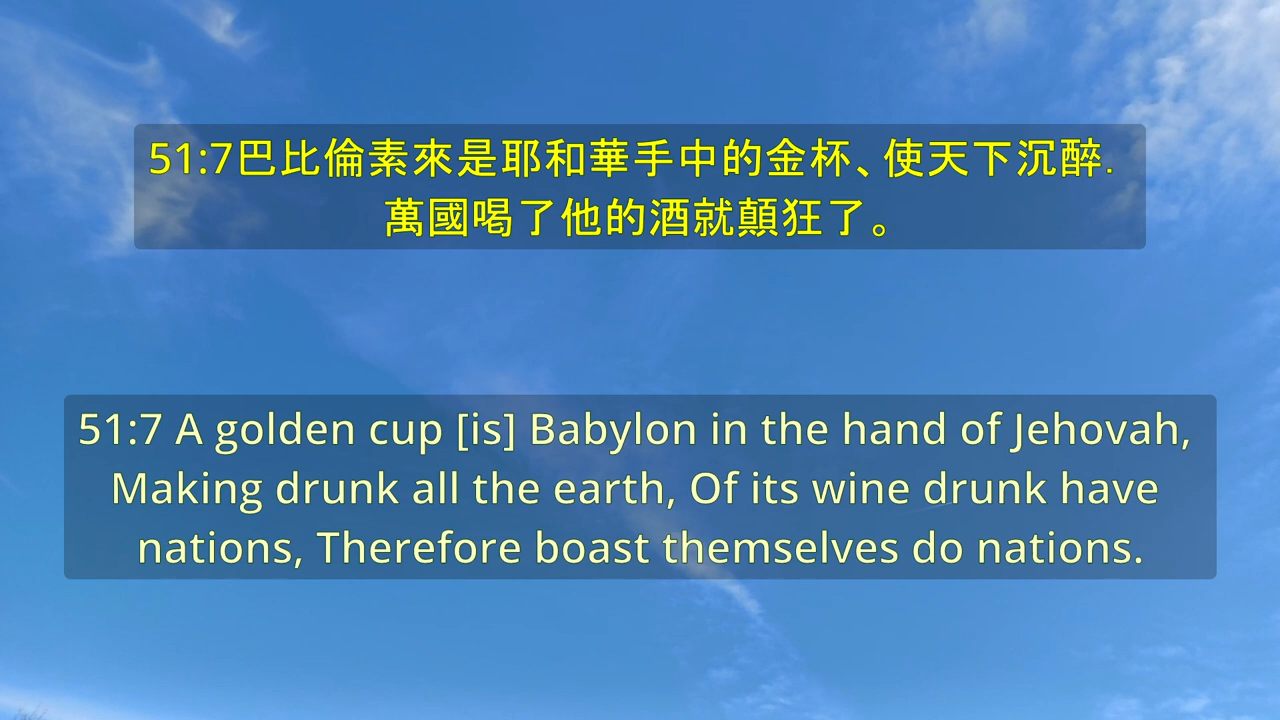 51:7巴比倫素來是耶和華手中的金杯、使天下沉醉.
萬國喝了他的酒就顛狂了。
51:7 A golden cup [is] Babylon in the hand of Jehovah,
Making drunk all the earth, Of its wine drunk have
nations, Therefore boast themselves do nations.